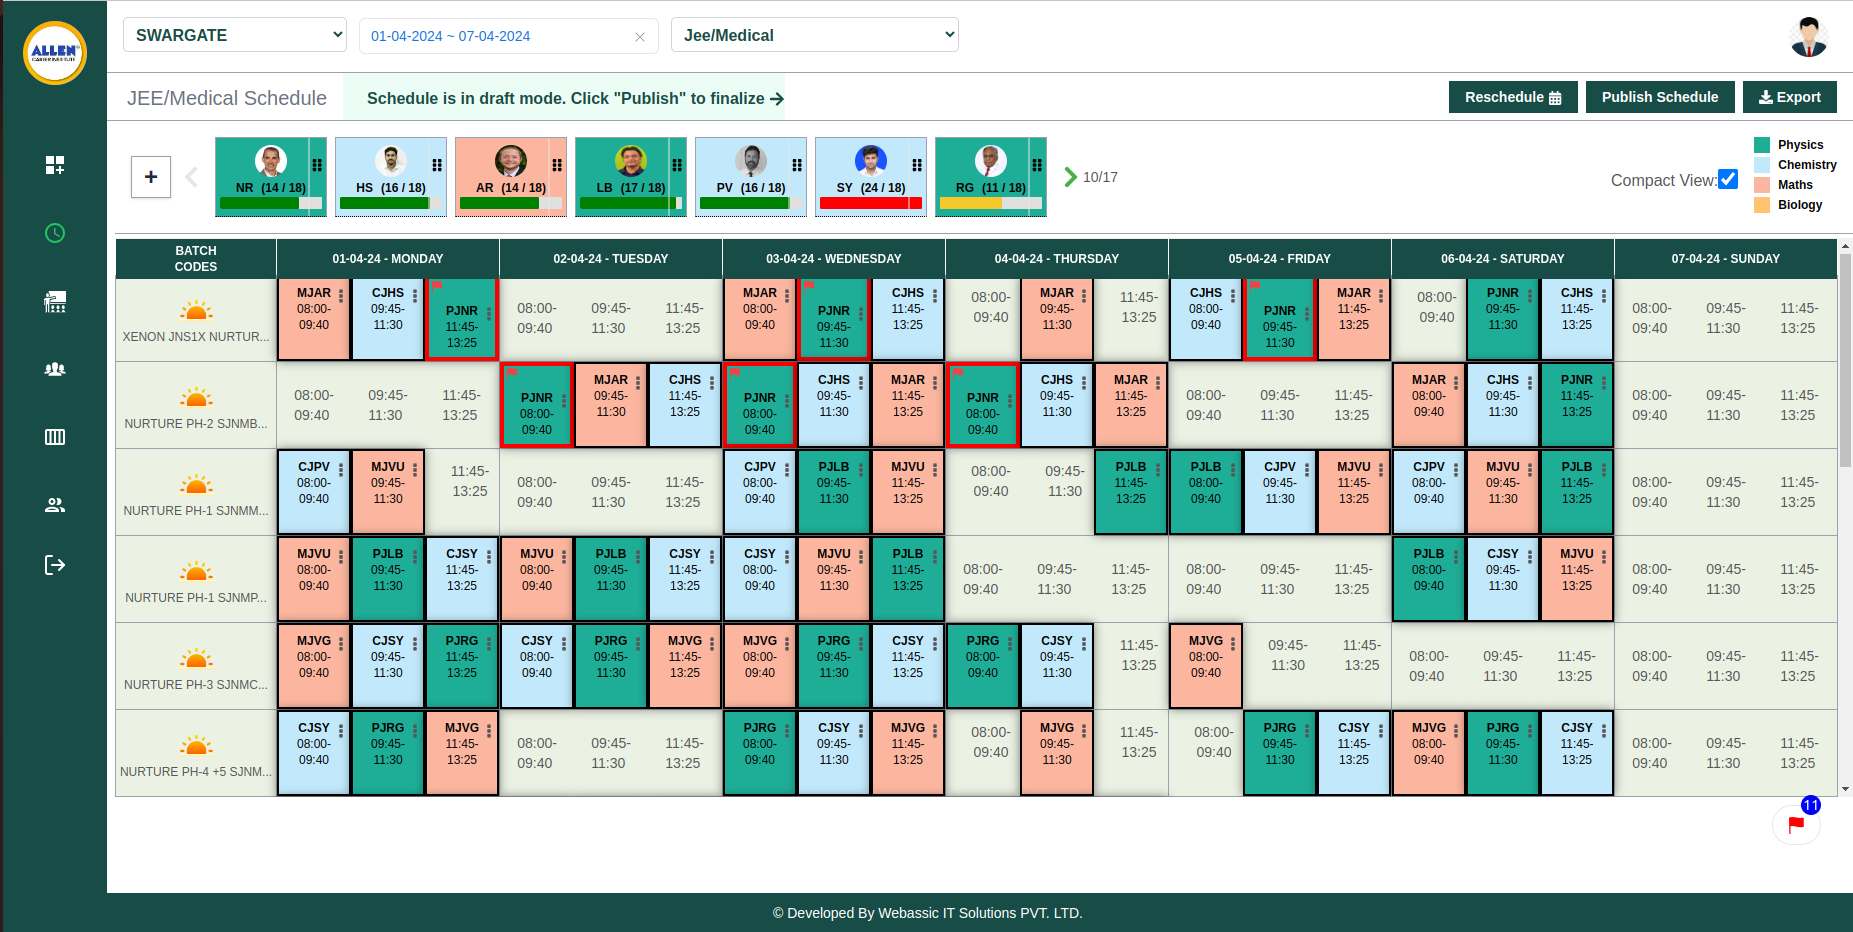 ALLEN
CAREER INSTITUTE
SWARGATE
01-04-2024 ~ 07-04-2024
Jee/Medical
JEE/Medical Schedule
Schedule is in draft mode. Click "Publish" to finalize
Reschedule
Publish Schedule
Export
+
NR (14 / 18)
HS (16 / 18)
AR (14 / 18)
LB (17 / 18)
PV (16 / 18)
SY (24 / 18)
RG (11 / 18)
10/17
Compact View:
Physics
Chemistry
Maths
Biology
BATCH CODES 01-04-24 - MONDAY 02-04-24 - TUESDAY 03-04-24 - WEDNESDAY 04-04-24 - THURSDAY 05-04-24 - FRIDAY 06-04-24 - SATURDAY 07-04-24 - SUNDAY
XENON JNS1X NURTUR...
MJAR 08:00-09:40 CJHS 09:45-11:30 PJNR 11:45-13:25
08:00-09:40 09:45-11:30 11:45-13:25
MJAR 08:00-09:40 PJNR 09:45-11:30 CJHS 11:45-13:25
08:00-09:40 MJAR 09:45-11:30 11:45-13:25
CJHS 08:00-09:40 PJNR 09:45-11:30 MJAR 11:45-13:25
08:00-09:40 PJNR 09:45-11:30 CJHS 11:45-13:25
08:00-09:40 09:45-11:30 11:45-13:25
NURTURE PH-2 SJNMB...
08:00-09:40 09:45-11:30 11:45-13:25
PJNR 08:00-09:40 MJAR 09:45-11:30 CJHS 11:45-13:25
PJNR 08:00-09:40 CJHS 09:45-11:30 MJAR 11:45-13:25
PJNR 08:00-09:40 CJHS 09:45-11:30 MJAR 11:45-13:25
08:00-09:40 09:45-11:30 11:45-13:25
MJAR 08:00-09:40 CJHS 09:45-11:30 PJNR 11:45-13:25
08:00-09:40 09:45-11:30 11:45-13:25
NURTURE PH-1 SJNMM...
CJPV 08:00-09:40 MJVU 09:45-11:30 11:45-13:25
08:00-09:40 09:45-11:30 11:45-13:25
CJPV 08:00-09:40 PJLB 09:45-11:30 MJVU 11:45-13:25
08:00-09:40 09:45-11:30 PJLB 11:45-13:25
PJLB 08:00-09:40 CJPV 09:45-11:30 MJVU 11:45-13:25
CJPV 08:00-09:40 MJVU 09:45-11:30 PJLB 11:45-13:25
08:00-09:40 09:45-11:30 11:45-13:25
NURTURE PH-1 SJNMP...
MJVU 08:00-09:40 PJLB 09:45-11:30 CJSY 11:45-13:25
MJVU 08:00-09:40 PJLB 09:45-11:30 CJSY 11:45-13:25
CJSY 08:00-09:40 MJVU 09:45-11:30 PJLB 11:45-13:25
08:00-09:40 09:45-11:30 11:45-13:25
08:00-09:40 09:45-11:30 11:45-13:25
PJLB 08:00-09:40 CJSY 09:45-11:30 MJVU 11:45-13:25
08:00-09:40 09:45-11:30 11:45-13:25
NURTURE PH-3 SJNMC...
MJVG 08:00-09:40 CJSY 09:45-11:30 PJRG 11:45-13:25
CJSY 08:00-09:40 PJRG 09:45-11:30 MJVG 11:45-13:25
MJVG 08:00-09:40 PJRG 09:45-11:30 CJSY 11:45-13:25
PJRG 08:00-09:40 CJSY 09:45-11:30 11:45-13:25
MJVG 08:00-09:40 09:45-11:30 11:45-13:25
08:00-09:40 09:45-11:30 11:45-13:25
08:00-09:40 09:45-11:30 11:45-13:25
NURTURE PH-4 +5 SJNM...
CJSY 08:00-09:40 PJRG 09:45-11:30 MJVG 11:45-13:25
08:00-09:40 09:45-11:30 11:45-13:25
PJRG 08:00-09:40 CJSY 09:45-11:30 MJVG 11:45-13:25
08:00-09:40 MJVG 09:45-11:30 11:45-13:25
08:00-09:40 PJRG 09:45-11:30 CJSY 11:45-13:25
MJVG 08:00-09:40 PJRG 09:45-11:30 CJSY 11:45-13:25
08:00-09:40 09:45-11:30 11:45-13:25
11
© Developed By Webassic IT Solutions PVT. LTD.